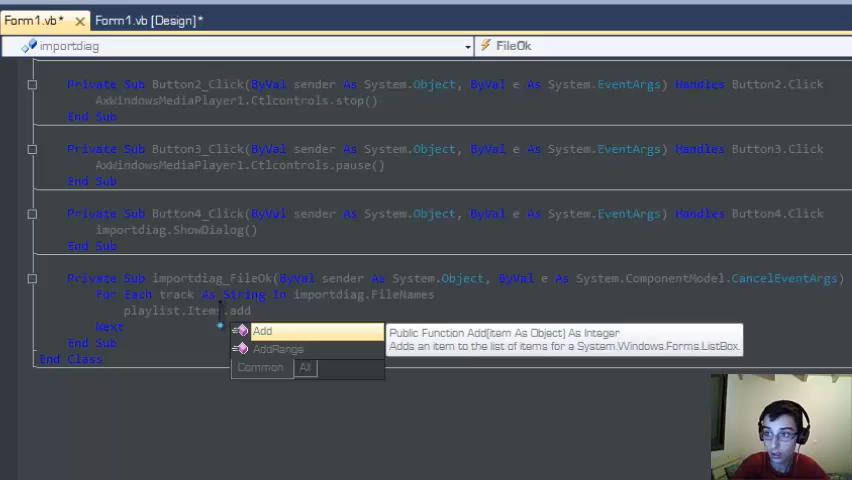 Form1.vb* Form1.vb [Design]*
importdiag FileOk
Private Sub Button2_Click(ByVal sender As System.Object, ByVal e As System.EventArgs) Handles Button2.Click
AxWindowsMediaPlayer1.Ctlcontrols.stop()
End Sub
Private Sub Button3_Click(ByVal sender As System.Object, ByVal e As System.EventArgs) Handles Button3.Click
AxWindowsMediaPlayer1.Ctlcontrols.pause()
End Sub
Private Sub Button4_Click(ByVal sender As System.Object, ByVal e As System.EventArgs) Handles Button4.Click
importdiag.ShowDialog()
End Sub
Private Sub importdiag_FileOk(ByVal sender As System.Object, ByVal e As System.ComponentModel.CancelEventArgs)
For Each track As String In importdiag.FileNames
playlist.Items.add
Next
End Sub
End Class
Add
AddRange
Common All
Public Function Add(item As Object) As Integer
Adds an item to the list of items for a System.Windows.Forms.ListBox.